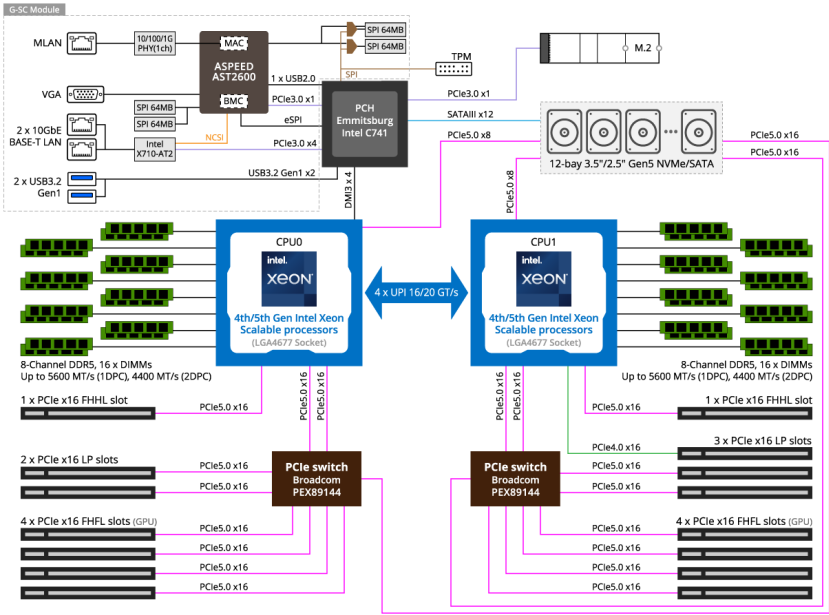 G-SC Module
MLAN
10/100/1G
PHY(1ch)
MAC
ASPEED
AST2600
BMC
SPI 64MB
SPI 64MB
SPI
TPM
M.2
1 x USB2.0
PCIe3.0 x1
PCIe3.0 x1
VGA
SPI 64MB
SPI 64MB
eSPI
PCH
Emmitsburg
Intel C741
SATAIII x12
2 x 10GbE
BASE-T LAN
Intel
X710-AT2
NCSI
PCIe3.0 x4
PCIe5.0 x8
PCIe5.0 x16
PCIe5.0 x16
12-bay 3.5"/2.5" Gen5 NVMe/SATA
2 x USB3.2
Gen1
USB3.2 Gen1 x2
DMI3 x 4
PCIe5.0 x8
CPU0
intel.
xeon
4th/5th Gen Intel Xeon
Scalable processors
(LGA4677 Socket)
4 x UPI 16/20 GT/s
CPU1
intel.
xeon
4th/5th Gen Intel Xeon
Scalable processors
(LGA4677 Socket)
8-Channel DDR5, 16 x DIMMs
Up to 5600 MT/s (1DPC), 4400 MT/s (2DPC)
8-Channel DDR5, 16 x DIMMs
Up to 5600 MT/s (1DPC), 4400 MT/s (2DPC)
1 x PCIe x16 FHHL slot
PCIe5.0 x16
PCIe5.0 x16
PCIe5.0 x16
PCIe5.0 x16
PCIe5.0 x16
PCIe5.0 x16
1 x PCIe x16 FHHL slot
2 x PCIe x16 LP slots
PCIe5.0 x16
PCIe5.0 x16
PCIe switch
Broadcom
PEX89144
PCIe switch
Broadcom
PEX89144
PCIe4.0 x16
PCIe5.0 x16
PCIe5.0 x16
3 x PCIe x16 LP slots
4 x PCIe x16 FHFL slots (GPU)
PCIe5.0 x16
PCIe5.0 x16
PCIe5.0 x16
PCIe5.0 x16
4 x PCIe x16 FHFL slots (GPU)
PCIe5.0 x16
PCIe5.0 x16
PCIe5.0 x16
PCIe5.0 x16